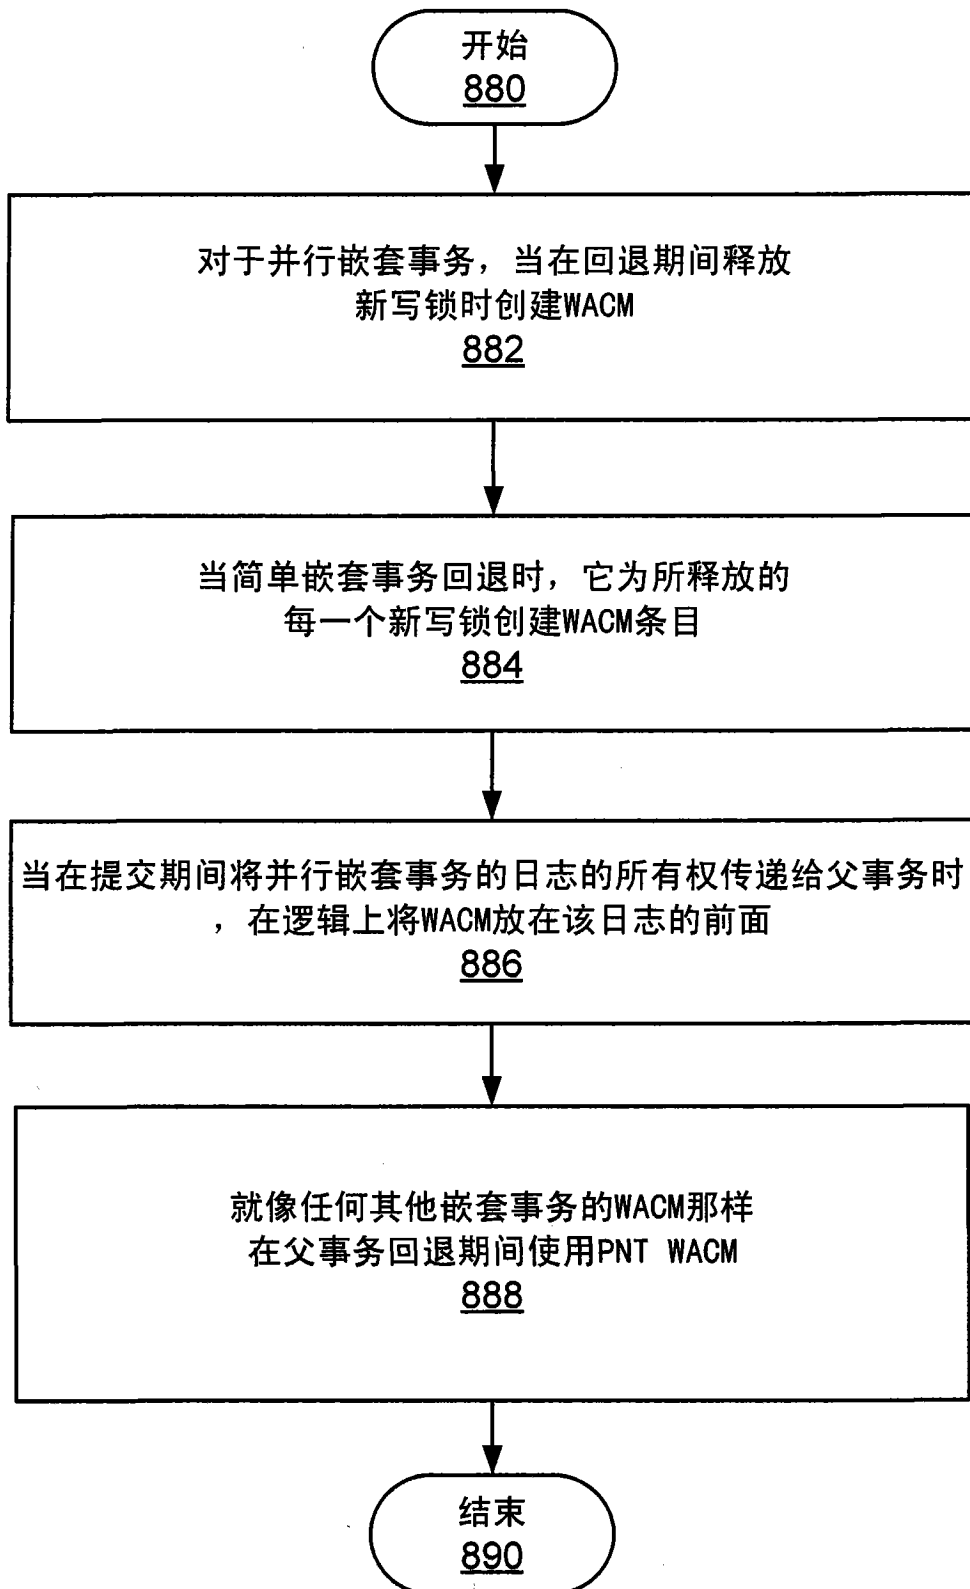 开始
880
对于并行嵌套事务，当在回退期间释放
新写锁时创建WACM
882
当简单嵌套事务回退时，它为所释放的
每一个新写锁创建WACM条目
884
当在提交期间将并行嵌套事务的日志的所有权传递给父事务时
，在逻辑上将WACM放在该日志的前面
886
就像任何其他嵌套事务的WACM那样
在父事务回退期间使用PNT WACM
888
结束
890